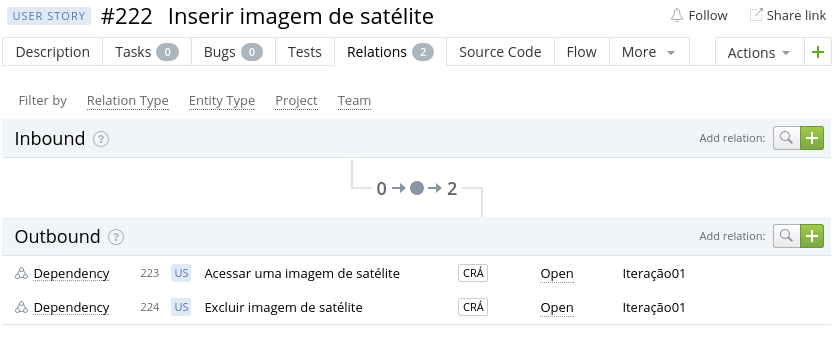 USER STORY #222 Inserir imagem de satélite Follow Share link
Description Tasks 0 Bugs 0 Tests Relations 2 Source Code Flow More Actions +
Filter by Relation Type Entity Type Project Team
Inbound ? Add relation: +
0 2
Outbound ? Add relation: +
Dependency 223 US Acessar uma imagem de satélite CRÁ Open Iteração01
Dependency 224 US Excluir imagem de satélite CRÁ Open Iteração01